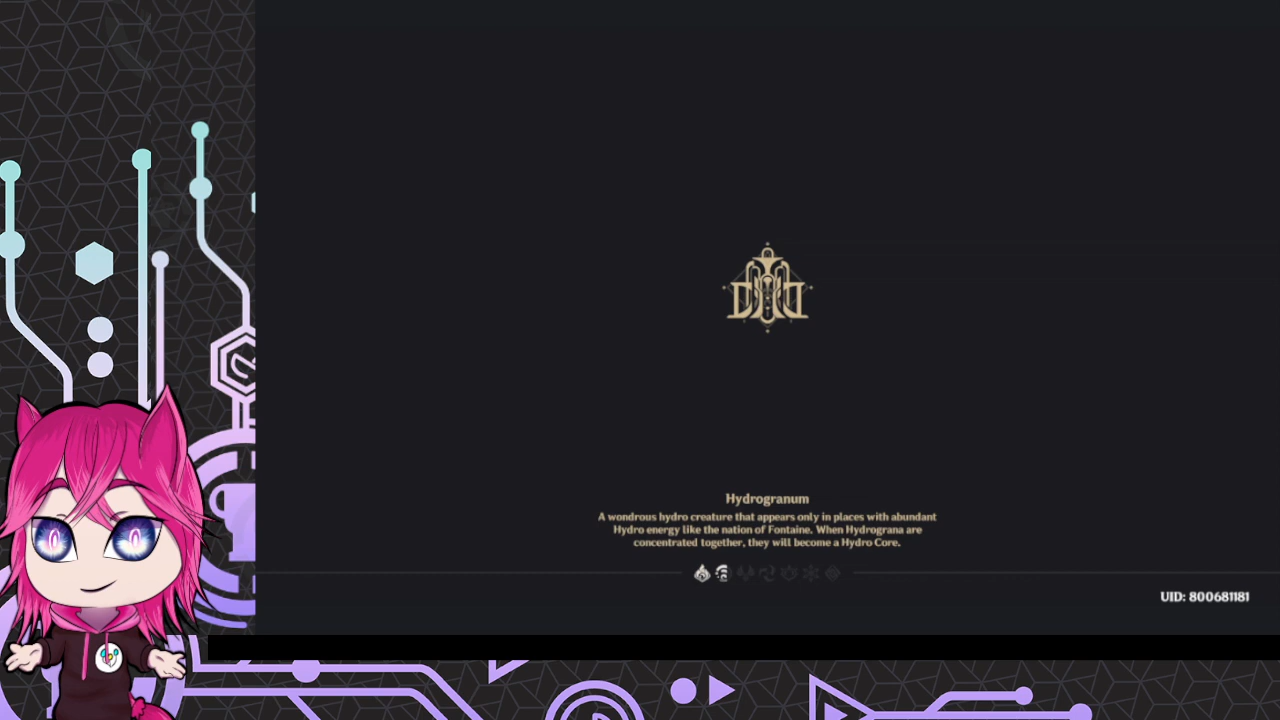 Hydrogranum
A wondrous hydro creature that appears only in places with abundant
Hydro energy like the nation of Fontaine. When Hydrograna are
concentrated together, they will become a Hydro Core.
UID: 800681181